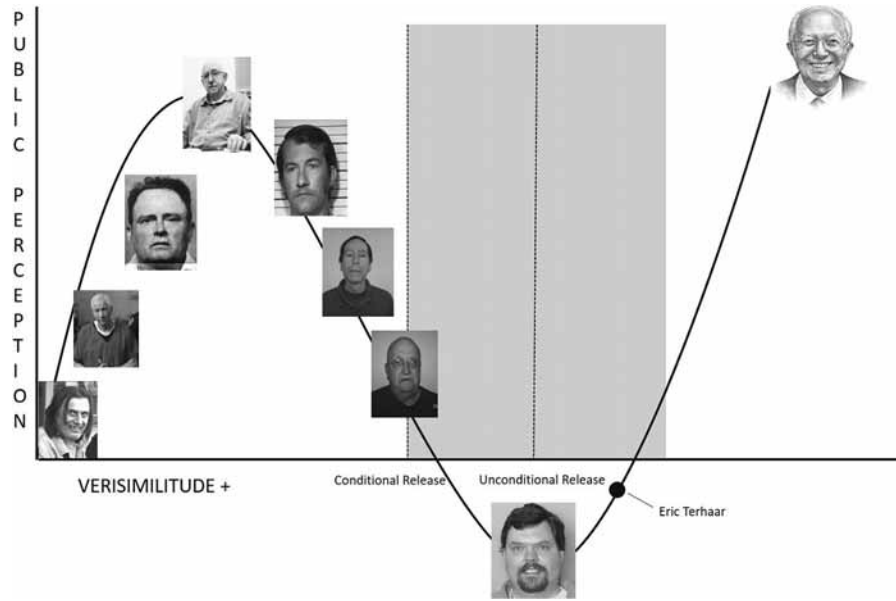 PUBLIC PERCEPTION
VERISIMILITUDE +
Conditional Release
Unconditional Release
Eric Terhaar